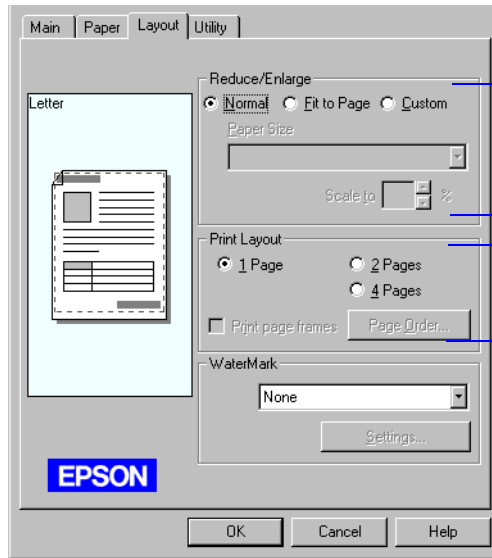 Main Paper Layout Utility
Letter
Reduce/Enlarge
Normal Fit to Page Custom
Paper Size
Scale to %
Print Layout
1 Page 2 Pages
4 Pages
Print page frames Page Order...
WaterMark
None
Settings...
EPSON
OK Cancel Help